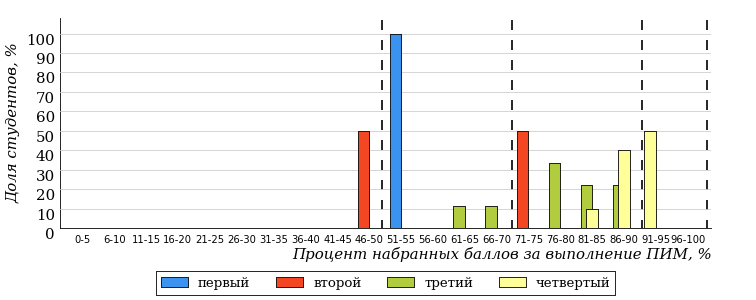 Доля студентов, %
100
90
80
70
60
50
40
30
20
10
0
0-5 6-10 11-15 16-20 21-25 26-30 31-35 36-40 41-45 46-50 51-55 56-60 61-65 66-70 71-75 76-80 81-85 86-90 91-95 96-100
Процент набранных баллов за выполнение ПИМ, %
первый второй третий четвертый